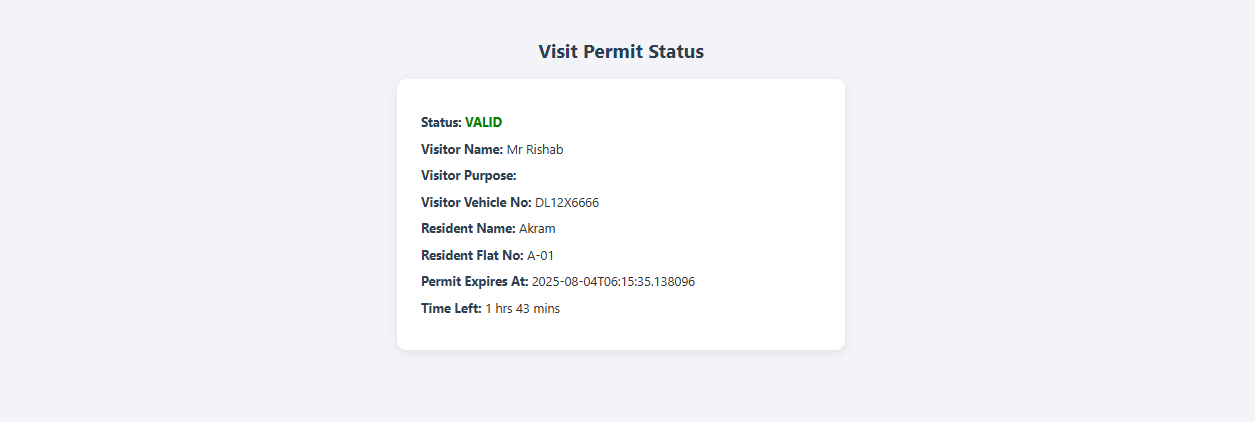 Visit Permit Status
Status: VALID
Visitor Name: Mr Rishab
Visitor Purpose:
Visitor Vehicle No: DL12X6666
Resident Name: Akram
Resident Flat No: A-01
Permit Expires At: 2025-08-04T06:15:35.138096
Time Left: 1 hrs 43 mins